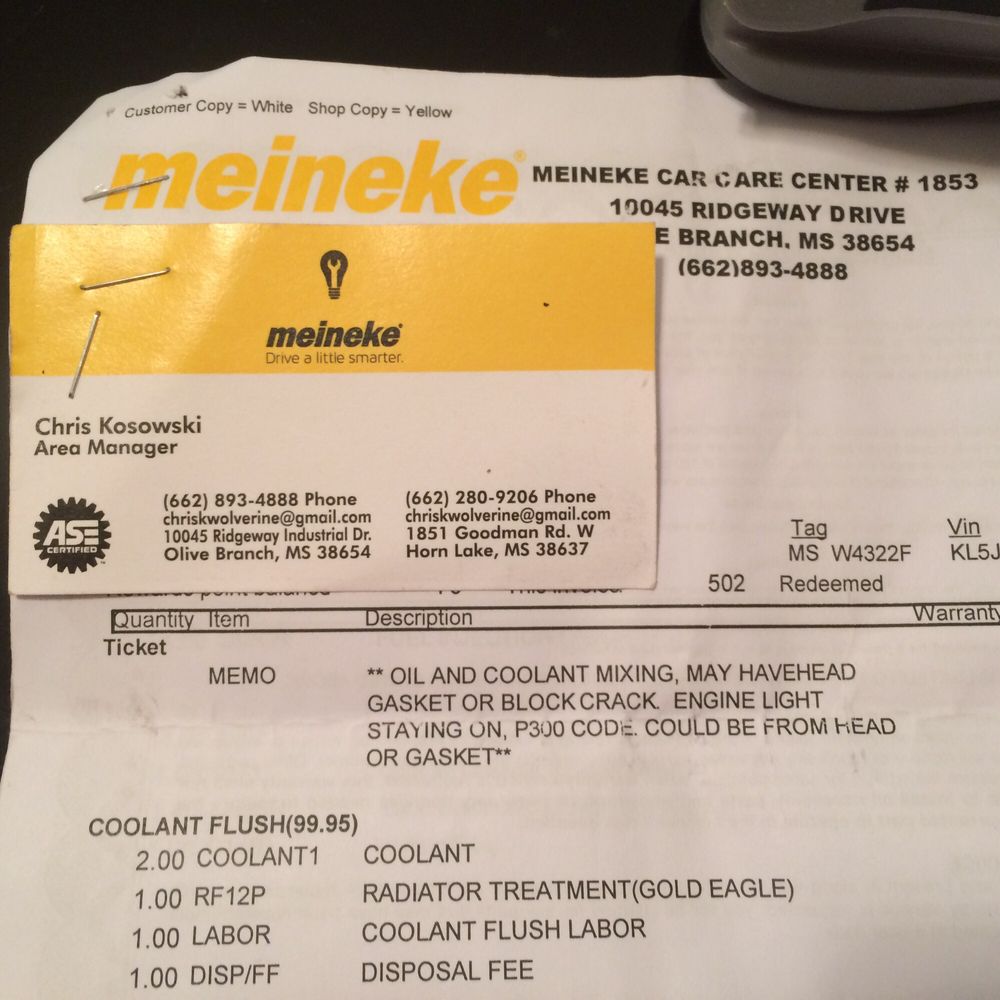 Customer Copy = White Shop Copy = Yellow
meineke®
MEINEKE CAR CARE CENTER # 1853
10045 RIDGEWAY DRIVE
E BRANCH, MS 38654
(662)893-4888
meineke®
Drive a little smarter.
Chris Kosowski
Area Manager
ASE
CERTIFIED
(662) 893-4888 Phone
chriskwolverine@gmail.com
10045 Ridgeway Industrial Dr.
Olive Branch, MS 38654
(662) 280-9206 Phone
chriskwolverine@gmail.com
1851 Goodman Rd. W
Horn Lake, MS 38637
Tag Vin
MS W4322F KL5J
502 Redeemed
Quantity Item Description Warranty
Ticket
MEMO ** OIL AND COOLANT MIXING, MAY HAVEHEAD
GASKET OR BLOCK CRACK. ENGINE LIGHT
STAYING ON, P300 CODE. COULD BE FROM HEAD
OR GASKET**
COOLANT FLUSH(99.95)
2.00 COOLANT1 COOLANT
1.00 RF12P RADIATOR TREATMENT(GOLD EAGLE)
1.00 LABOR COOLANT FLUSH LABOR
1.00 DISP/FF DISPOSAL FEE